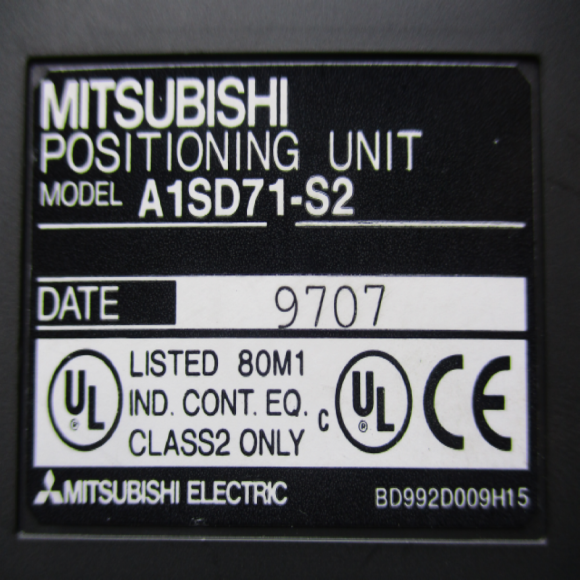 MITSUBISHI
POSITIONING UNIT
MODEL A1SD71-S2
DATE 9707
UL LISTED 80M1
IND. CONT. EQ. c UL CE
CLASS2 ONLY
MITSUBISHI ELECTRIC BD992D009H15